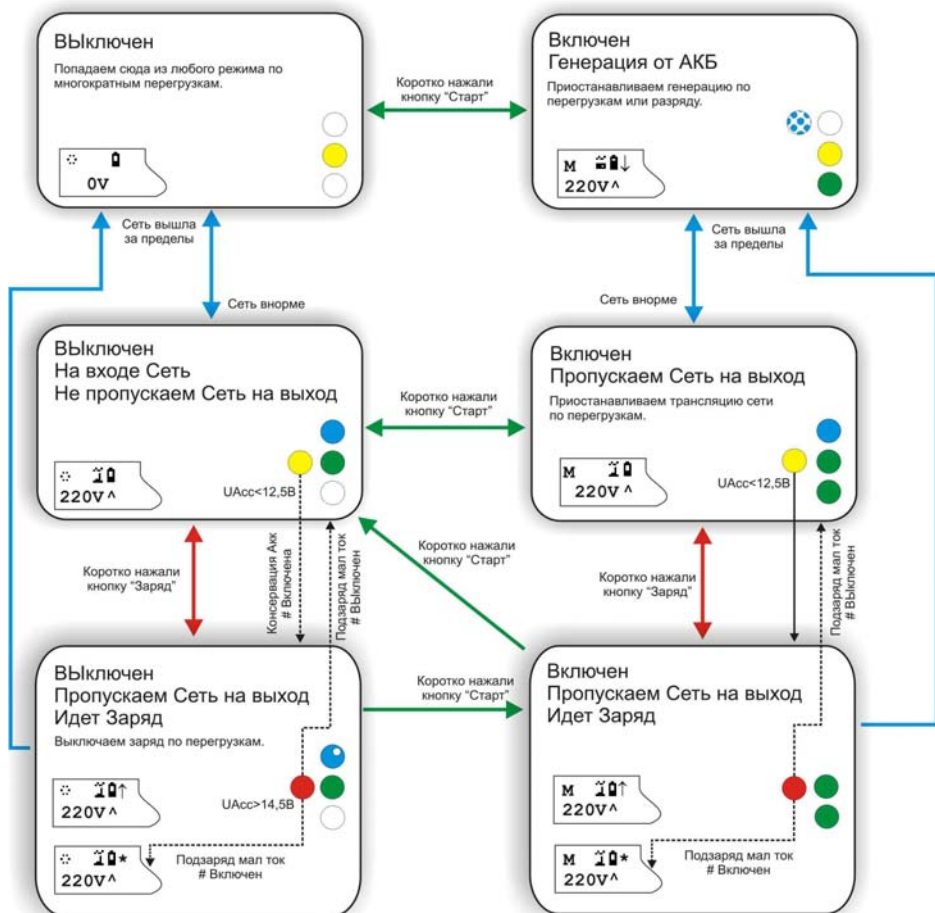 ВЫключен
Попадаем сюда из любого режима по
многократным перегрузкам.
0V
Коротко нажали
кнопку "Старт"
Включен
Генерация от АКБ
Приостанавливаем генерацию по
перегрузкам или разряду.
М
220V^
Сеть вышла
за пределы
Сеть внорме
Сеть вышла
за пределы
Сеть внорме
ВЫключен
На входе Сеть
Не пропускаем Сеть на выход
UAcc<12,5В
220V ^
Коротко нажали
кнопку "Старт"
Включен
Пропускаем Сеть на выход
Приостанавливаем трансляцию сети
по перегрузкам.
UAcc<12,5В
М
220V ^
Коротко нажали
кнопку "Заряд"
Консервация Акк
# Включена
Подзаряд мал ток
# ВЫключен
Коротко нажали
кнопку "Старт"
Коротко нажали
кнопку "Заряд"
Подзаряд мал ток
# ВЫключен
ВЫключен
Пропускаем Сеть на выход
Идет Заряд
Выключаем заряд по перегрузкам.
220V^
UAcc>14,5В
*
220V^
Подзаряд мал ток
# Включен
Коротко нажали
кнопку "Старт"
Включен
Пропускаем Сеть на выход
Идет Заряд
М
220V^
М *
220V^
Подзаряд мал ток
# Включен